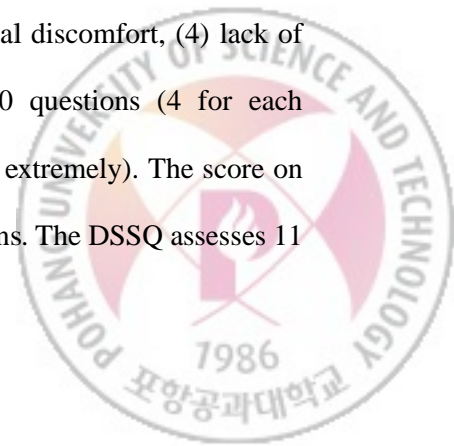 al discomfort, (4) lack of
0 questions (4 for each
extremely). The score on
ns. The DSSQ assesses 11
POHANG UNIVERSITY OF SCIENCE AND TECHNOLOGY
1986
포항공과대학교